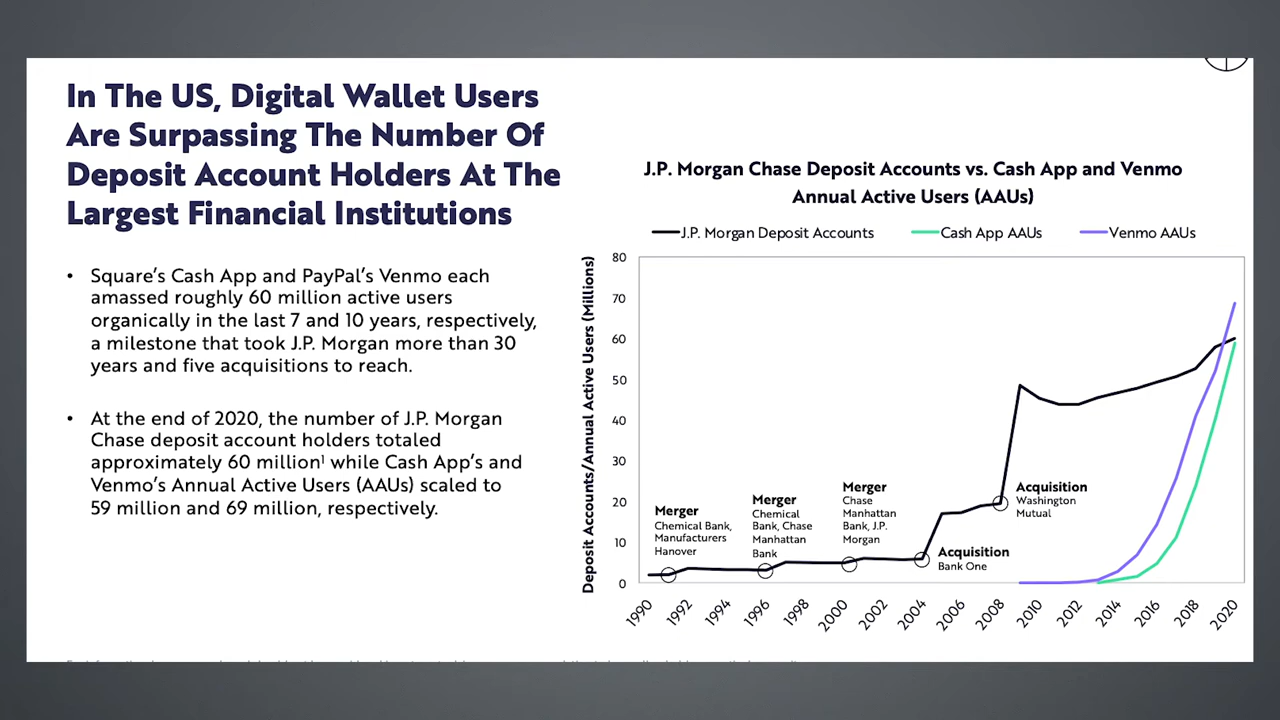 In The US, Digital Wallet Users
Are Surpassing The Number Of
Deposit Account Holders At The
Largest Financial Institutions
• Square's Cash App and PayPal's Venmo each
amassed roughly 60 million active users
organically in the last 7 and 10 years, respectively,
a milestone that took J.P. Morgan more than 30
years and five acquisitions to reach.
• At the end of 2020, the number of J.P. Morgan
Chase deposit account holders totaled
approximately 60 million¹ while Cash App's and
Venmo's Annual Active Users (AAUs) scaled to
59 million and 69 million, respectively.
J.P. Morgan Chase Deposit Accounts vs. Cash App and Venmo
Annual Active Users (AAUs)
J.P. Morgan Deposit Accounts
Cash App AAUs
Venmo AAUs
Deposit Accounts/Annual Active Users (Millions)
80
70
60
50
40
30
20
10
0
Merger
Chemical Bank,
Manufacturers
Hanover
Merger
Chemical
Bank, Chase
Manhattan
Bank
Merger
Chase
Manhattan
Bank, J.P.
Morgan
Acquisition
Bank One
Acquisition
Washington
Mutual
1990
1992
1994
1996
1998
2000
2002
2004
2006
2008
2010
2012
2014
2016
2018
2020